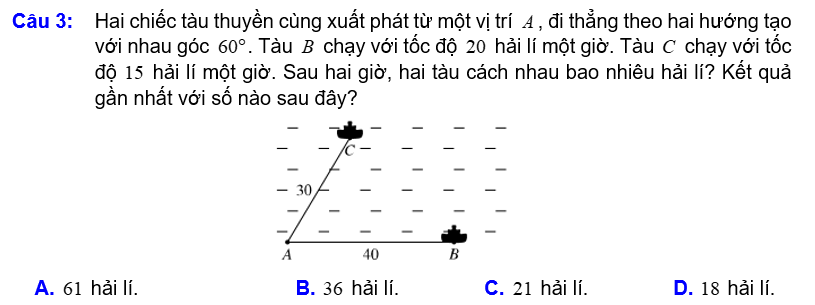 Câu 3: Hai chiếc tàu thuyền cùng xuất phát từ một vị trí A, đi thẳng theo hai hướng tạo
với nhau góc 60°. Tàu B chạy với tốc độ 20 hải lí một giờ. Tàu C chạy với tốc
độ 15 hải lí một giờ. Sau hai giờ, hai tàu cách nhau bao nhiêu hải lí? Kết quả
gần nhất với số nào sau đây?
C
30
A 40 B
A. 61 hải lí. B. 36 hải lí. C. 21 hải lí. D. 18 hải lí.